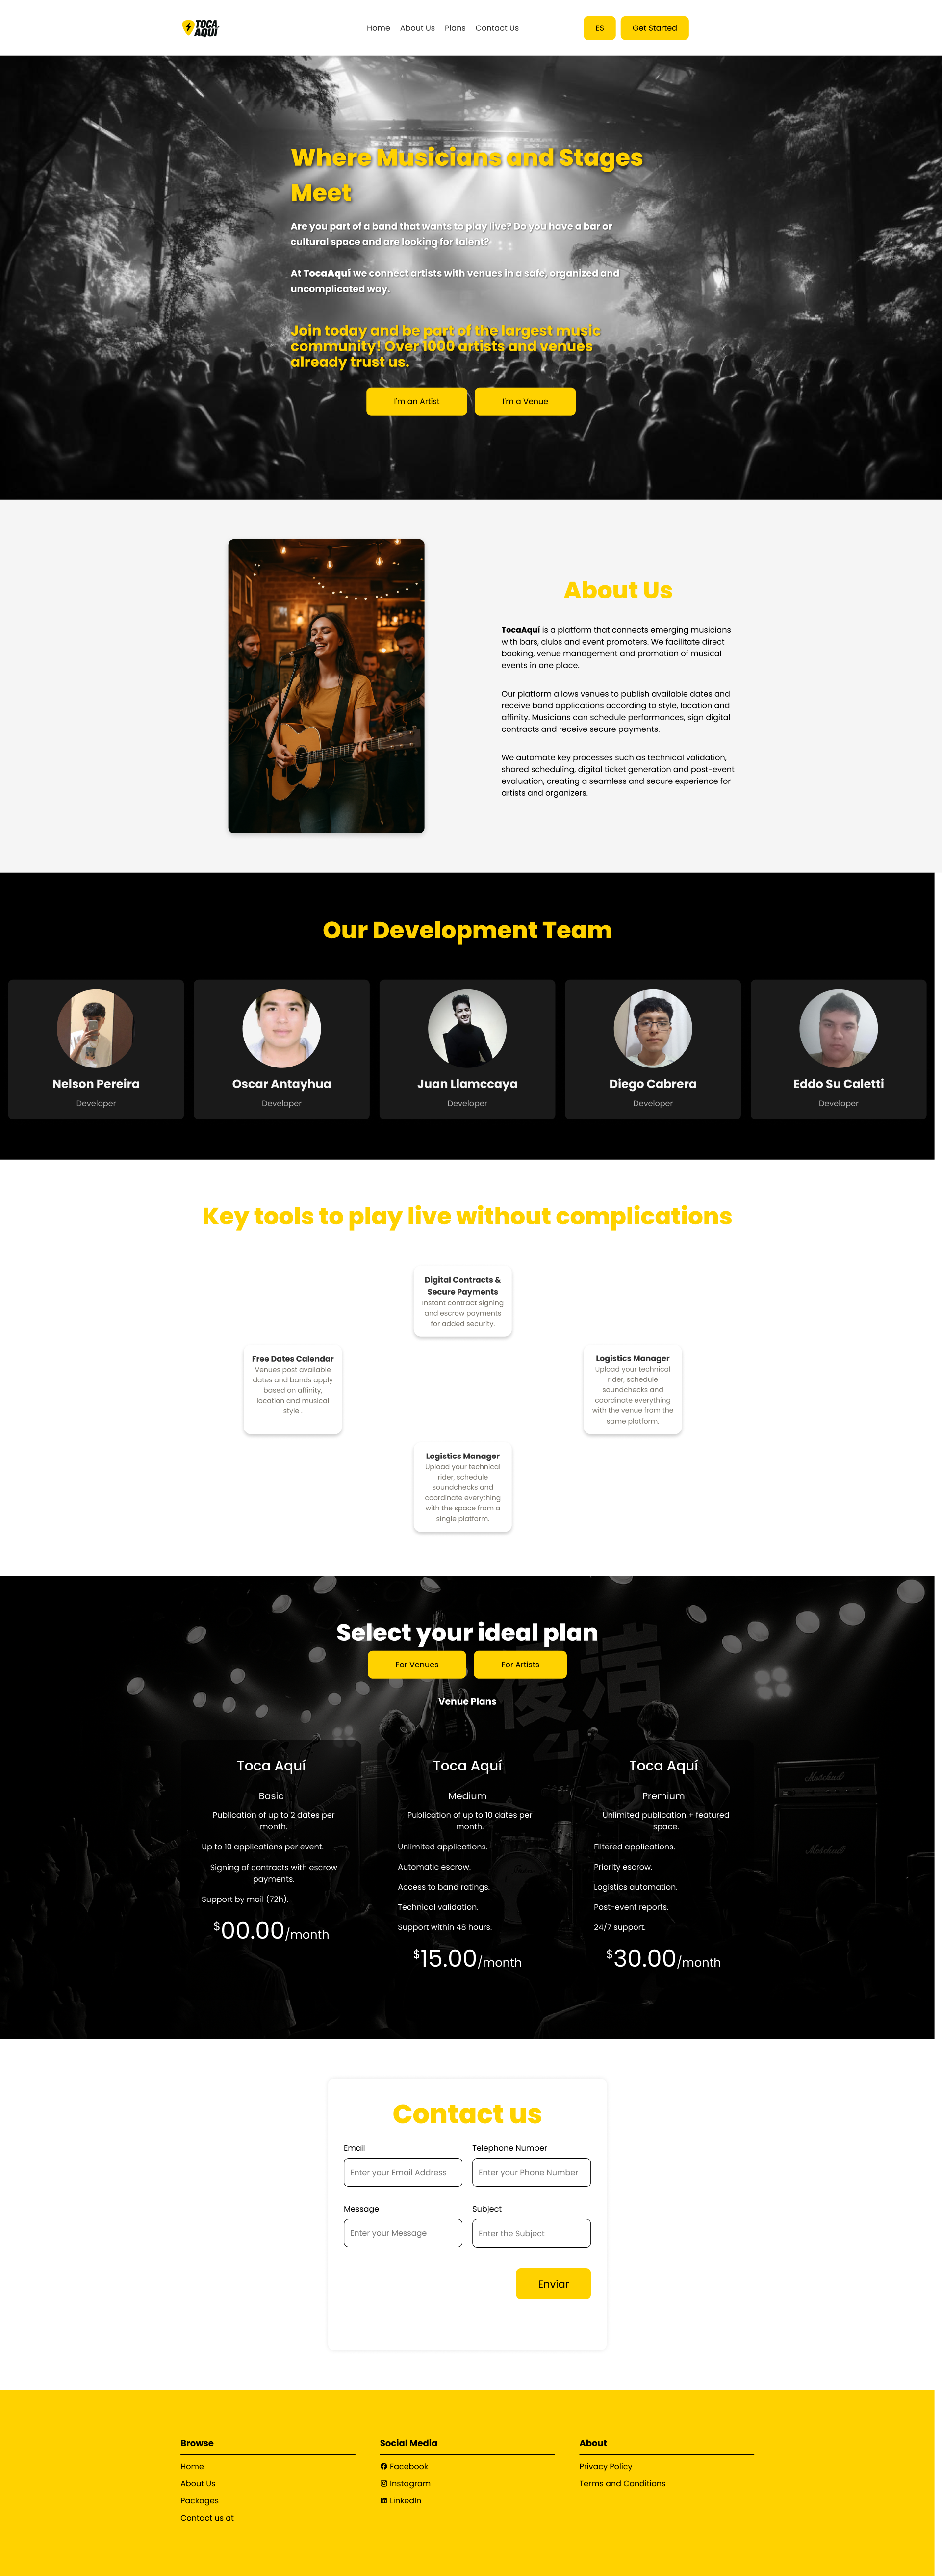 TOCA
AQUÍ
Home About Us Plans Contact Us
ES
Get Started
Where Musicians and Stages
Meet
Are you part of a band that wants to play live? Do you have a bar or
cultural space and are looking for talent?
At TocaAquí we connect artists with venues in a safe, organized and
uncomplicated way.
Join today and be part of the largest music
community! Over 1000 artists and venues
already trust us.
I'm an Artist
I'm a Venue
About Us
TocaAquí is a platform that connects emerging musicians
with bars, clubs and event promoters. We facilitate direct
booking, venue management and promotion of musical
events in one place.
Our platform allows venues to publish available dates and
receive band applications according to style, location and
affinity. Musicians can schedule performances, sign digital
contracts and receive secure payments.
We automate key processes such as technical validation,
shared scheduling, digital ticket generation and post-event
evaluation, creating a seamless and secure experience for
artists and organizers.
Our Development Team
Nelson Pereira
Developer
Oscar Antayhua
Developer
Juan Llamccaya
Developer
Diego Cabrera
Developer
Eddo Su Caletti
Developer
Key tools to play live without complications
Digital Contracts &
Secure Payments
Instant contract signing
and escrow payments
for added security.
Free Dates Calendar
Venues post available
dates and bands apply
based on affinity,
location and musical
style .
Logistics Manager
Upload your technical
rider, schedule
soundchecks and
coordinate everything
with the venue from the
same platform.
Logistics Manager
Upload your technical
rider, schedule
soundchecks and
coordinate everything
with the space from a
single platform.
Select your ideal plan
For Venues
For Artists
Venue Plans
Toca Aquí
Basic
Publication of up to 2 dates per
month.
Up to 10 applications per event.
Signing of contracts with escrow
payments.
Support by mail (72h).
$00.00/month
Toca Aquí
Medium
Publication of up to 10 dates per
month.
Unlimited applications.
Automatic escrow.
Access to band ratings.
Technical validation.
Support within 48 hours.
$15.00/month
Toca Aquí
Premium
Unlimited publication + featured
space.
Filtered applications.
Priority escrow.
Logistics automation.
Post-event reports.
24/7 support.
$30.00/month
Contact us
Email
Enter your Email Address
Telephone Number
Enter your Phone Number
Message
Enter your Message
Subject
Enter the Subject
Enviar
Browse
Home
About Us
Packages
Contact us at
Social Media
Facebook
Instagram
LinkedIn
About
Privacy Policy
Terms and Conditions